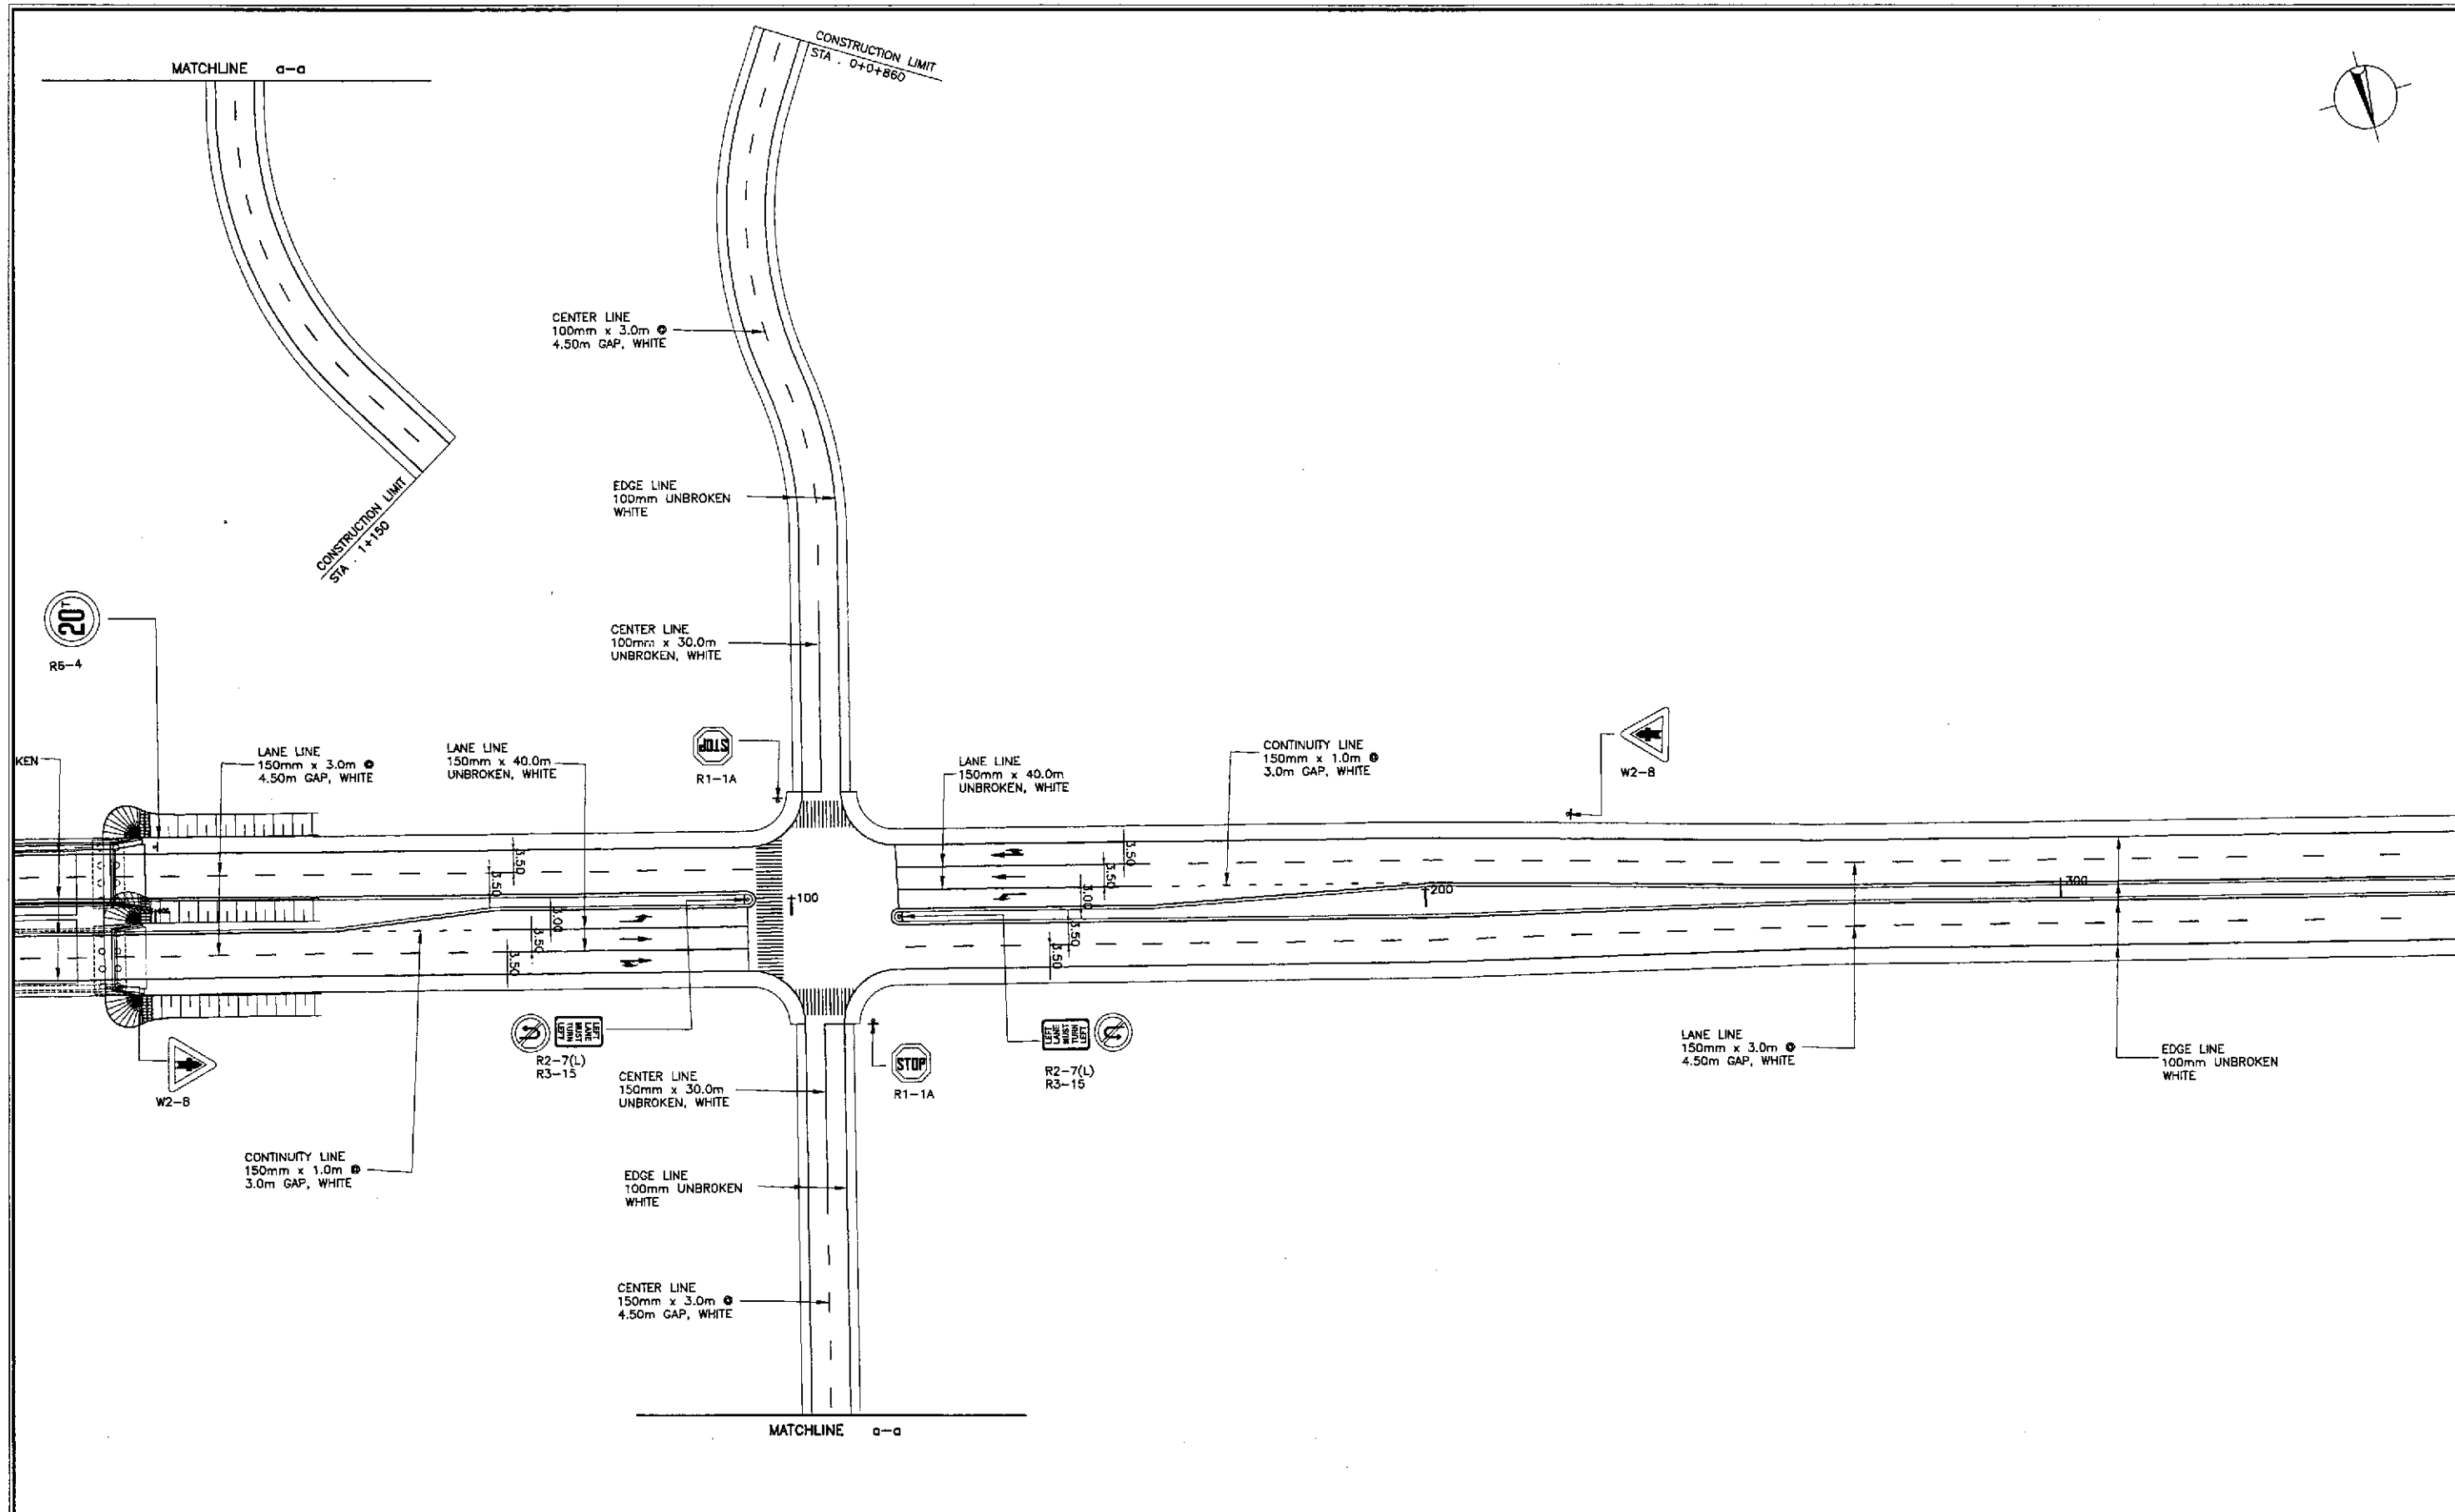 MATCHLINE a-a
CONSTRUCTION LIMIT
STA . 0+0+860
CENTER LINE
100mm x 3.0m @
4.50m GAP, WHITE
EDGE LINE
100mm UNBROKEN
WHITE
CONSTRUCTION LIMIT
STA . 1+150
20T
R5-4
CENTER LINE
100mm x 30.0m
UNBROKEN, WHITE
KEN
LANE LINE
150mm x 3.0m @
4.50m GAP, WHITE
LANE LINE
150mm x 40.0m
UNBROKEN, WHITE
STOP
R1-1A
LANE LINE
150mm x 40.0m
UNBROKEN, WHITE
CONTINUITY LINE
150mm x 1.0m @
3.0m GAP, WHITE
W2-8
3.50
3.50
3.00
3.50
3.50
100
3.50
3.50
3.00
3.50
3.50
200
300
W2-8
LEFT
LANE
MUST
TURN
LEFT
R2-7(L)
R3-15
STOP
R1-1A
LEFT
LANE
MUST
TURN
LEFT
R2-7(L)
R3-15
LANE LINE
150mm x 3.0m @
4.50m GAP, WHITE
EDGE LINE
100mm UNBROKEN
WHITE
CENTER LINE
150mm x 30.0m
UNBROKEN, WHITE
CONTINUITY LINE
150mm x 1.0m @
3.0m GAP, WHITE
EDGE LINE
100mm UNBROKEN
WHITE
CENTER LINE
150mm x 3.0m @
4.50m GAP, WHITE
MATCHLINE a-a